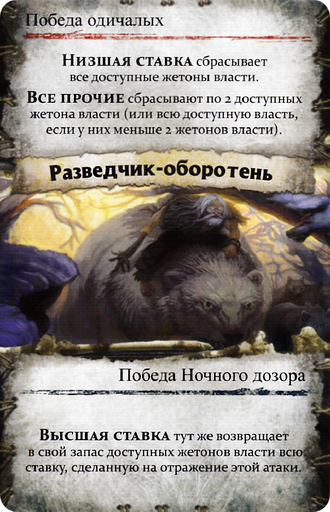 Победа одичалых
Низшая ставка сбрасывает
все доступные жетоны власти.
Все прочие сбрасывают по 2 доступных
жетона власти (или всю доступную власть,
если у них меньше 2 жетонов власти).
Разведчик-оборотень
Победа Ночного дозора
Высшая ставка тут же возвращает
в свой запас доступных жетонов власти всю
ставку, сделанную на отражение этой атаки.